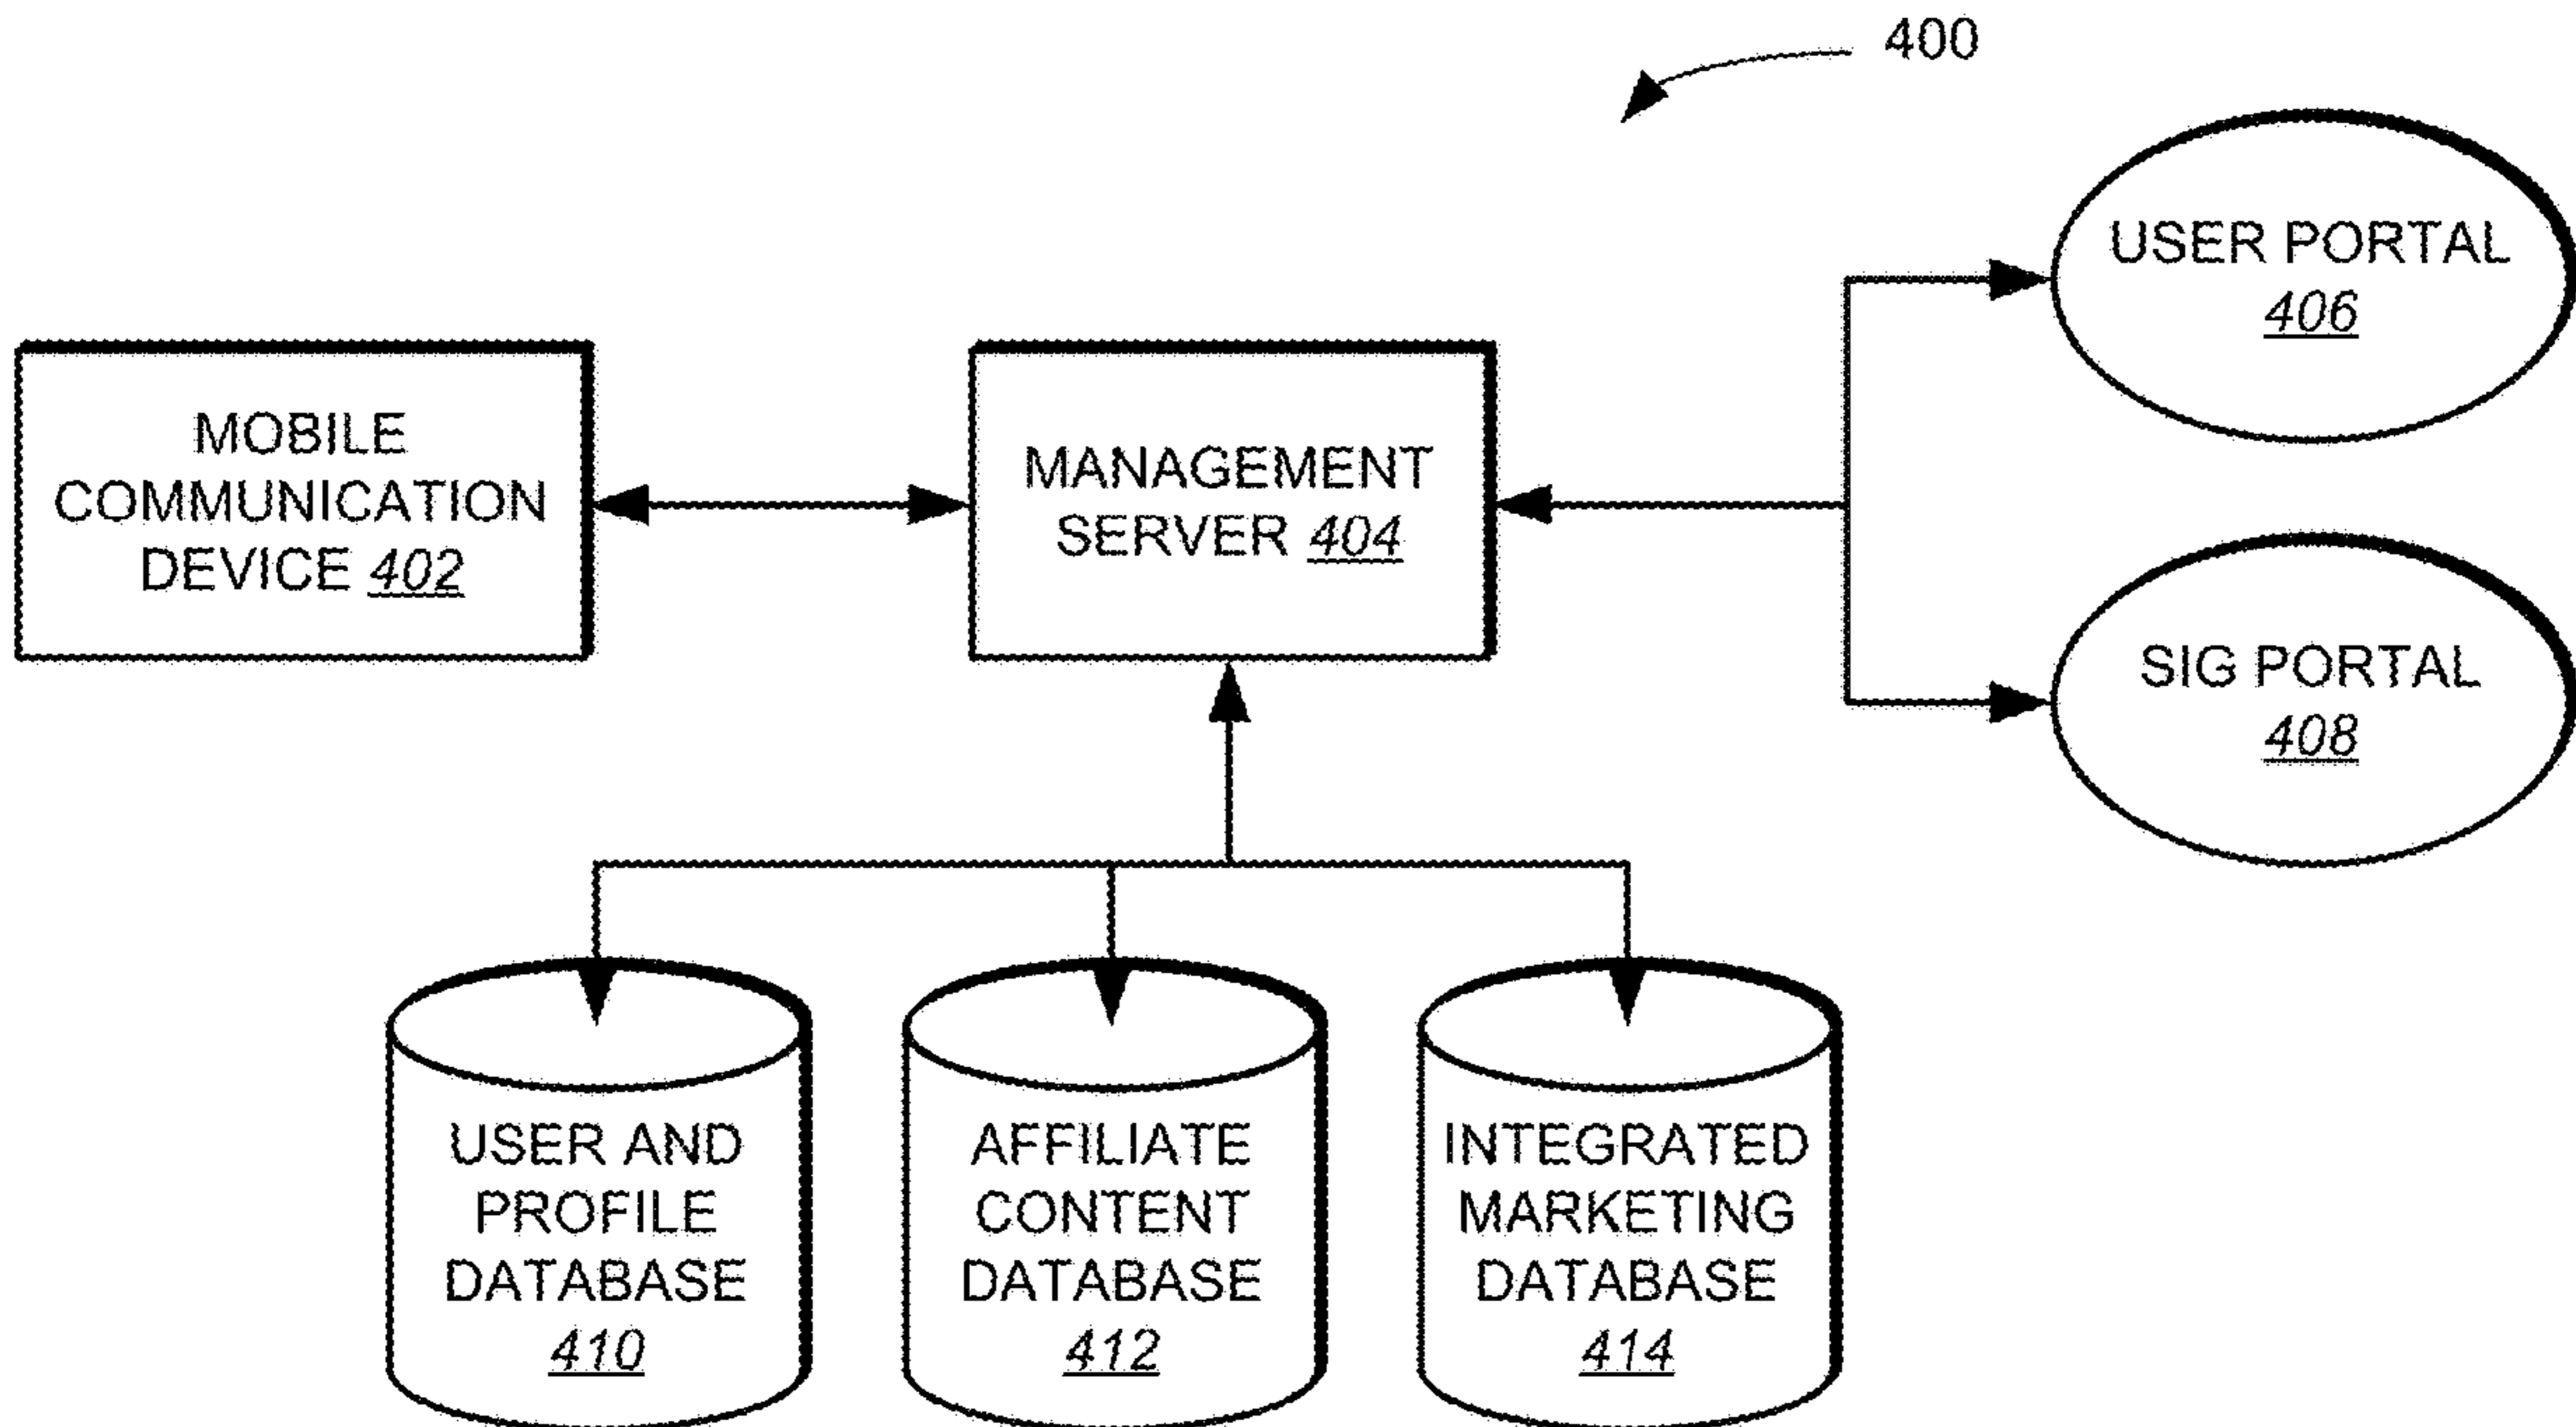 400
USER PORTAL
406
MOBILE
COMMUNICATION
DEVICE 402
MANAGEMENT
SERVER 404
SIG PORTAL
408
USER AND
PROFILE
DATABASE
410
AFFILIATE
CONTENT
DATABASE
412
INTEGRATED
MARKETING
DATABASE
414